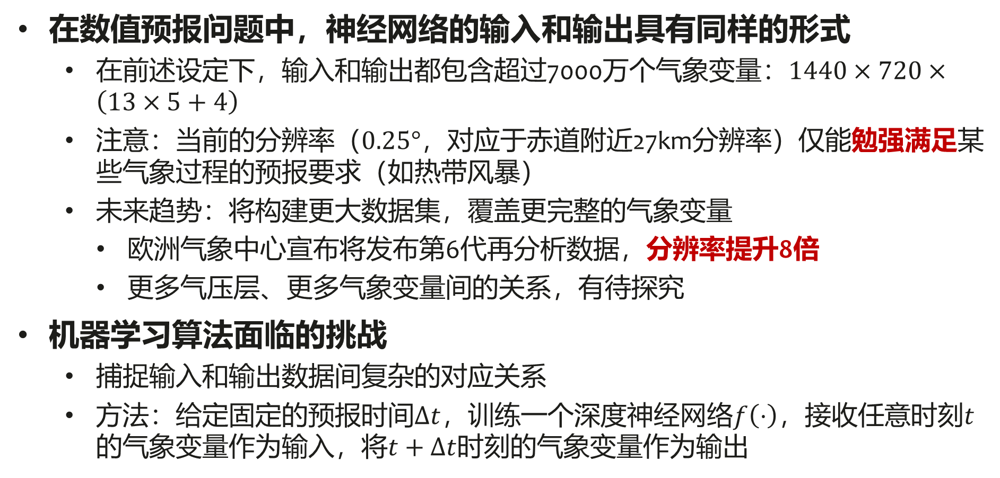 • 在数值预报问题中，神经网络的输入和输出具有同样的形式
• 在前述设定下，输入和输出都包含超过7000万个气象变量：1440 × 720 ×
(13 × 5 + 4)
• 注意：当前的分辨率（0.25°，对应于赤道附近27km分辨率）仅能勉强满足某
些气象过程的预报要求（如热带风暴）
• 未来趋势：将构建更大数据集，覆盖更完整的气象变量
• 欧洲气象中心宣布将发布第6代再分析数据，分辨率提升8倍
• 更多气压层、更多气象变量间的关系，有待探究
• 机器学习算法面临的挑战
• 捕捉输入和输出数据间复杂的对应关系
• 方法：给定固定的预报时间Δt，训练一个深度神经网络f(·)，接收任意时刻t
的气象变量作为输入，将t + Δt时刻的气象变量作为输出